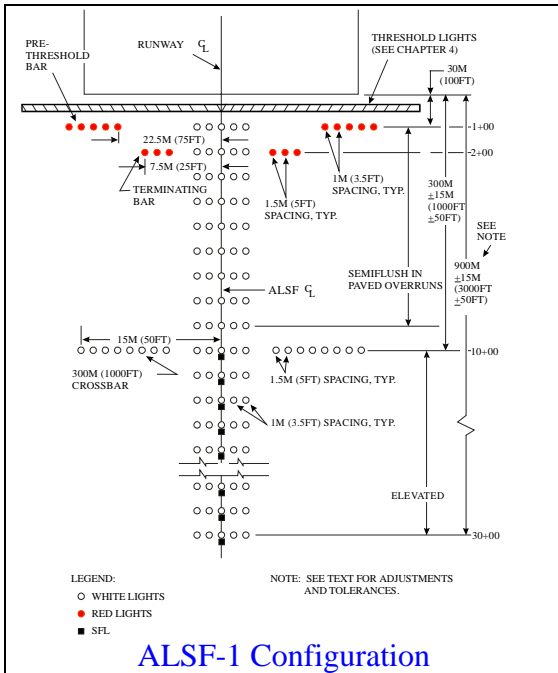 PRE-
THRESHOLD
BAR
RUNWAY ℄
THRESHOLD LIGHTS
(SEE CHAPTER 4)
30M
(100FT)
22.5M (75FT)
1+00
7.5M (25FT)
2+00
TERMINATING
BAR
1M (3.5FT)
SPACING, TYP.
1.5M (5FT)
SPACING, TYP.
300M
±15M
(1000FT
±50FT)
SEE
NOTE
900M
±15M
(3000FT
±50FT)
SEMIFLUSH IN
PAVED OVERRUNS
ALSF ℄
15M (50FT)
10+00
300M (1000FT)
CROSSBAR
1.5M (5FT) SPACING, TYP.
1M (3.5FT) SPACING, TYP.
ELEVATED
30+00
LEGEND:
WHITE LIGHTS
RED LIGHTS
SFL
NOTE: SEE TEXT FOR ADJUSTMENTS
AND TOLERANCES.
ALSF-1 Configuration